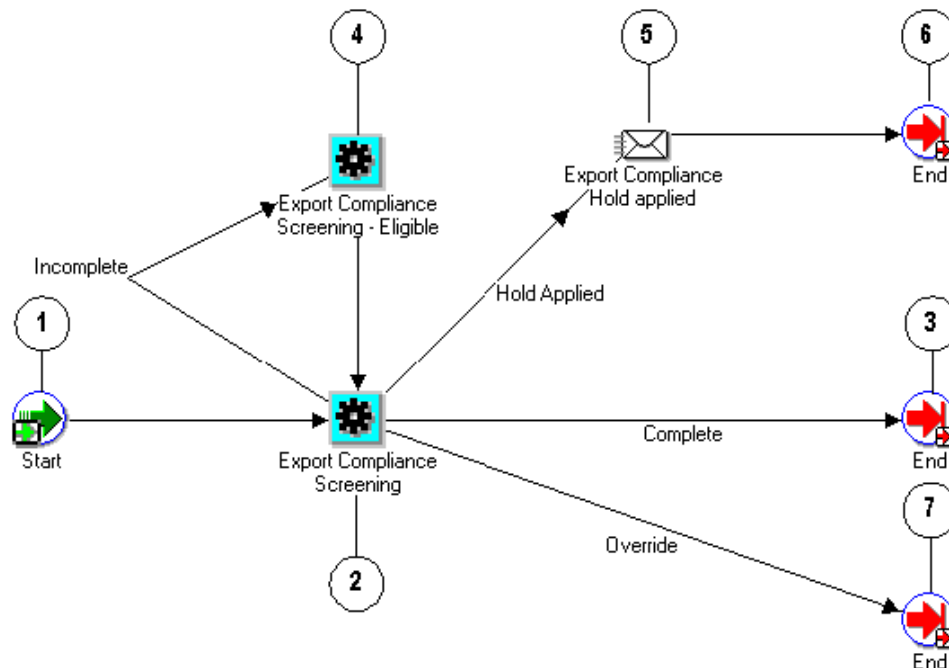 4
5
6
Export Compliance
Screening - Eligible
Export Compliance
Hold applied
End
Incomplete
Hold Applied
1
3
Start
Export Compliance
Screening
Complete
End
7
Override
2
End